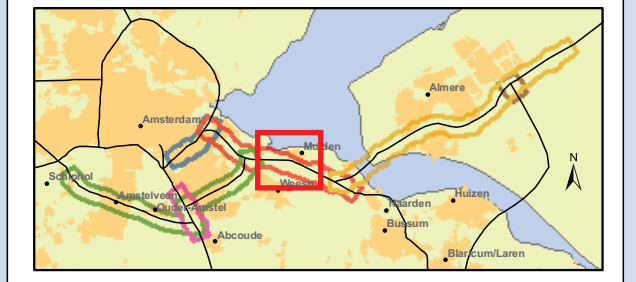 Almere
Amsterdam
Muiden
N
Schiphol
Weesp
Amstelveen
Huizen
Ouder-Amstel
Naarden
Bussum
Abcoude
Blaricum/Laren